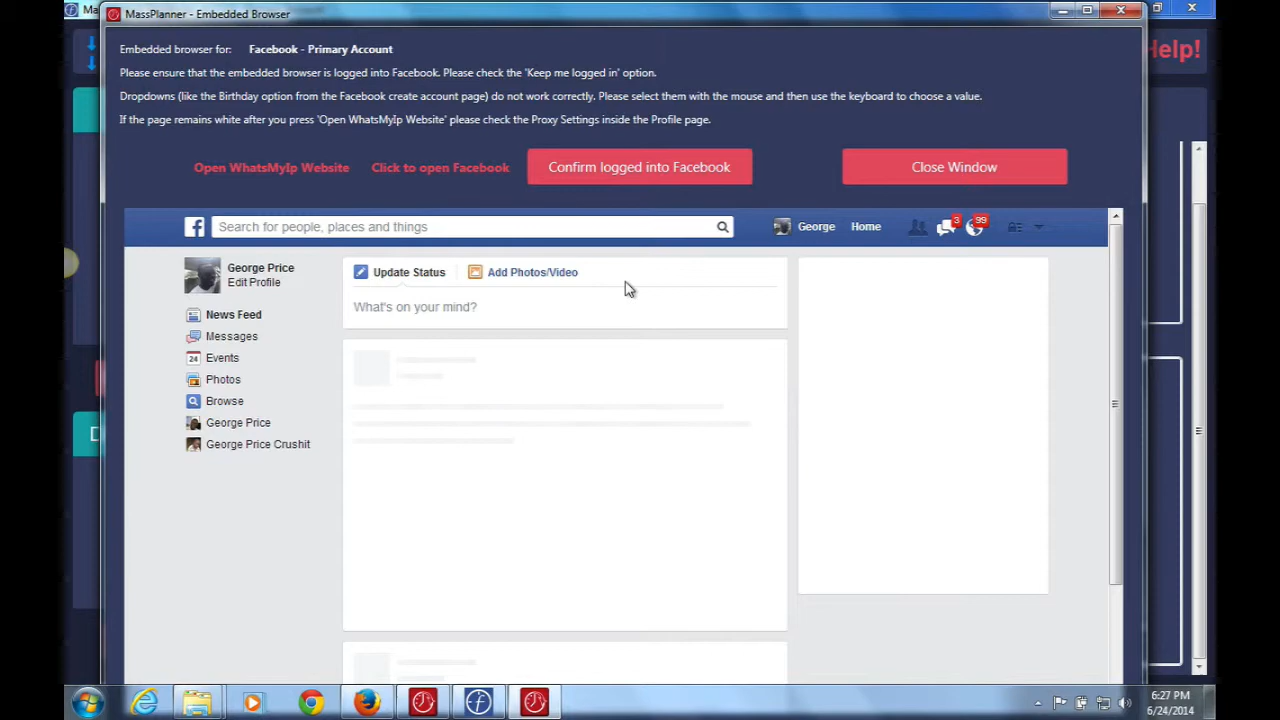 Ma
MassPlanner - Embedded Browser
Help!
Embedded browser for: Facebook - Primary Account
Please ensure that the embedded browser is logged into Facebook. Please check the 'Keep me logged in' option.
Dropdowns (like the Birthday option from the Facebook create account page) do not work correctly. Please select them with the mouse and then use the keyboard to choose a value.
If the page remains white after you press 'Open WhatsMyIp Website' please check the Proxy Settings inside the Profile page.
Open WhatsMyIp Website Click to open Facebook Confirm logged into Facebook Close Window
Search for people, places and things George Home 3 99
George Price
Edit Profile
Update Status Add Photos/Video
What's on your mind?
News Feed
Messages
24 Events
Photos
Browse
George Price
George Price Crushit
D
6:27 PM
6/24/2014